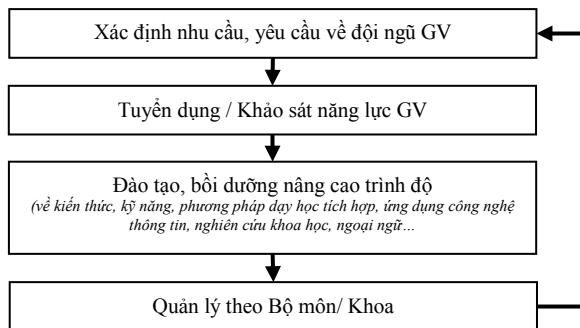 Xác định nhu cầu, yêu cầu về đội ngũ GV
Tuyển dụng / Khảo sát năng lực GV
Đào tạo, bồi dưỡng nâng cao trình độ
(về kiến thức, kỹ năng, phương pháp dạy học tích hợp, ứng dụng công nghệ
thông tin, nghiên cứu khoa học, ngoại ngữ…
Quản lý theo Bộ môn/ Khoa